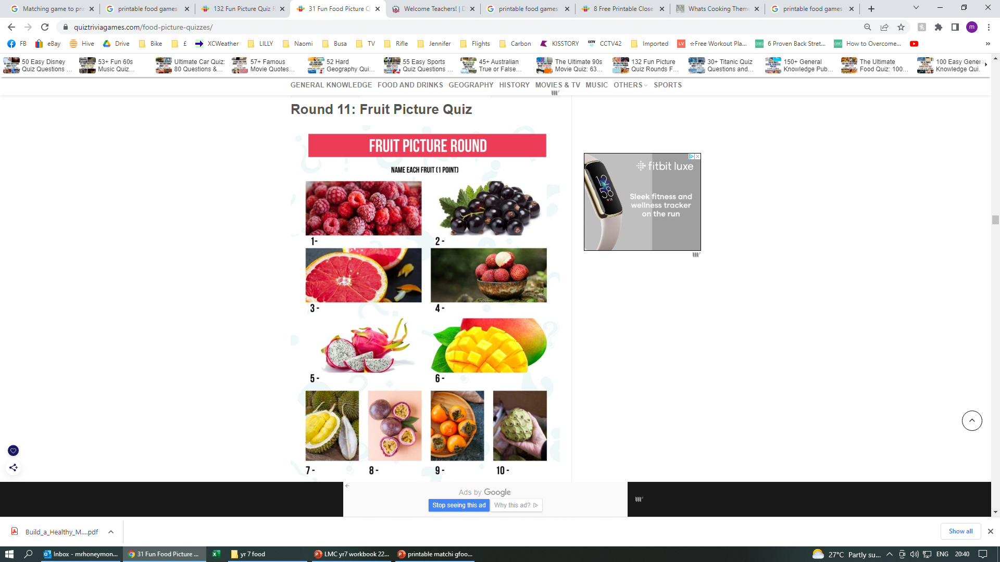 Matching game to prin
printable food games
132 Fun Picture Quiz R
31 Fun Food Picture Q
Welcome Teachers! | D
printable food games
8 Free Printable Close
Whats Cooking Theme
printable food games
quiztriviagames.com/food-picture-quizzes/
m
FB
eBay
Hive
Drive
Bike
£
XCWeather
LILLY
Naomi
Busa
TV
Rifle
Jennifer
Flights
Carbon
KISSTORY
CCTV42
Imported
LV ☆Free Workout Pla...
6 Proven Back Stret...
How to Overcome...
»
50 Easy Disney
Quiz Questions ...
53+ Fun 60s
Music Quiz...
Ultimate Car Quiz:
80 Questions &...
57+ Famous
Movie Quotes...
52 Hard
Geography Qui...
55 Easy Sports
Quiz Questions ...
45+ Australian
True or False...
The Ultimate 90s
Movie Quiz: 63...
132 Fun Picture
Quiz Rounds F...
30+ Titanic Quiz
Questions and...
150+ General
Knowledge Pub...
The Ultimate
Food Quiz: 100...
100 Easy General
Knowledge Qui.
GENERAL KNOWLEDGE FOOD AND DRINKS GEOGRAPHY HISTORY MOVIES & TV MUSIC OTHERS SPORTS
Round 11: Fruit Picture Quiz
FRUIT PICTURE ROUND
NAME EACH FRUIT (1 POINT)
1-
2 -
3 -
4 -
5 -
6 -
7 -
8 -
9 -
10 -
fitbit luxe
12
58
Sleek fitness and
wellness tracker
on the run
Ads by Google
Stop seeing this ad
Why this ad?
Build_a_Healthy_M....pdf
Show all
Inbox - mrhoneymon...
31 Fun Food Picture ...
yr 7 food
LMC yr7 workbook 22...
printable matchi gfoo...
27°C Partly su...
ENG
20:40